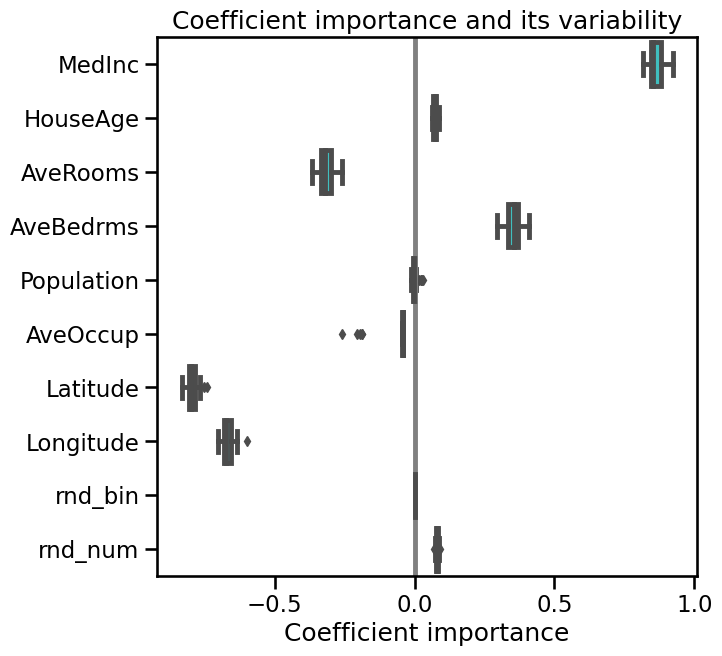 Coefficient importance and its variability
MedInc
HouseAge
AveRooms
AveBedrms
Population
AveOccup
Latitude
Longitude
rnd_bin
rnd_num
−0.5 0.0 0.5 1.0
Coefficient importance